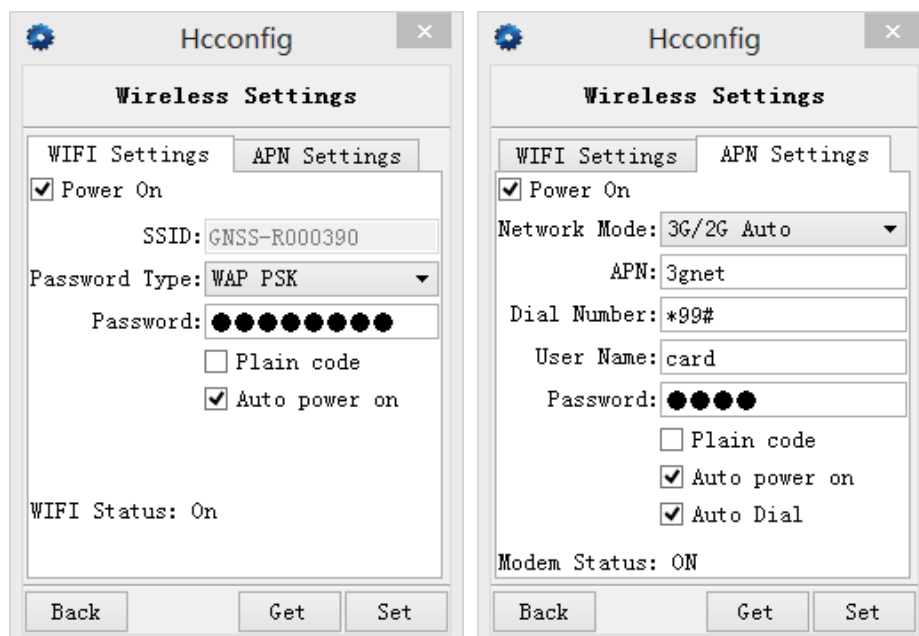 Hcconfig
Wireless Settings
WIFI Settings APN Settings
Power On
SSID: GNSS-R000390
Password Type: WAP PSK
Password: ●●●●●●●●
Plain code
Auto power on
WIFI Status: On
Back Get Set
Hcconfig
Wireless Settings
WIFI Settings APN Settings
Power On
Network Mode: 3G/2G Auto
APN: 3gnet
Dial Number: *99#
User Name: card
Password: ●●●●
Plain code
Auto power on
Auto Dial
Modem Status: ON
Back Get Set